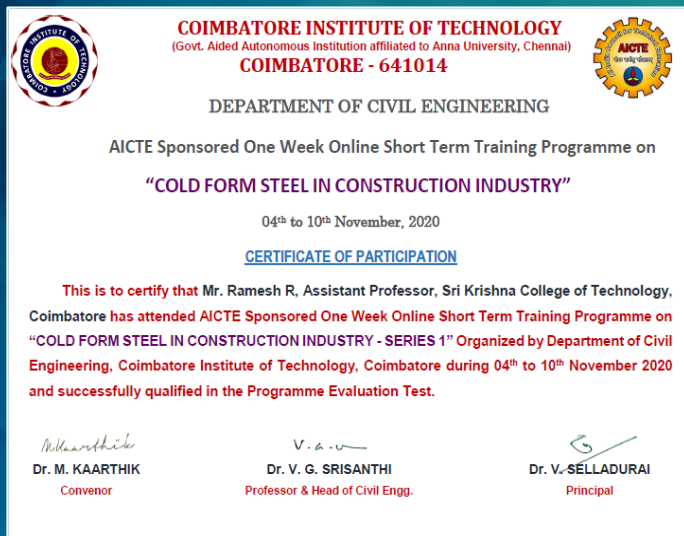 COIMBATORE INSTITUTE OF TECHNOLOGY
(Govt. Aided Autonomous Institution affiliated to Anna University, Chennai)
COIMBATORE - 641014
COIMBATORE INSTITUTE OF TECHNOLOGY
AICTE
DEPARTMENT OF CIVIL ENGINEERING
AICTE Sponsored One Week Online Short Term Training Programme on
“COLD FORM STEEL IN CONSTRUCTION INDUSTRY”
04th to 10th November, 2020
CERTIFICATE OF PARTICIPATION
This is to certify that Mr. Ramesh R, Assistant Professor, Sri Krishna College of Technology,
Coimbatore has attended AICTE Sponsored One Week Online Short Term Training Programme on
“COLD FORM STEEL IN CONSTRUCTION INDUSTRY - SERIES 1” Organized by Department of Civil
Engineering, Coimbatore Institute of Technology, Coimbatore during 04th to 10th November 2020
and successfully qualified in the Programme Evaluation Test.
Dr. M. KAARTHIK
Convenor
Dr. V. G. SRISANTHI
Professor & Head of Civil Engg.
Dr. V. SELLADURAI
Principal